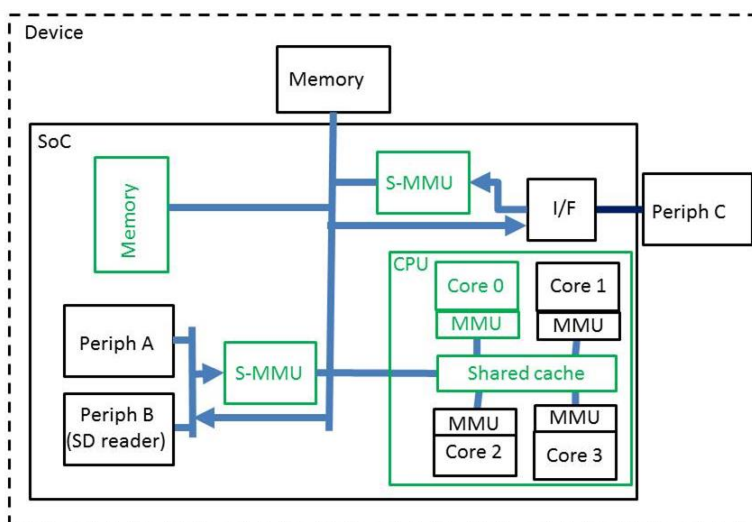 Device
Memory
SoC
S-MMU
Memory
I/F
Periph C
CPU
Core 0
Core 1
MMU
MMU
Periph A
S-MMU
Shared cache
Periph B
(SD reader)
MMU
MMU
Core 2
Core 3